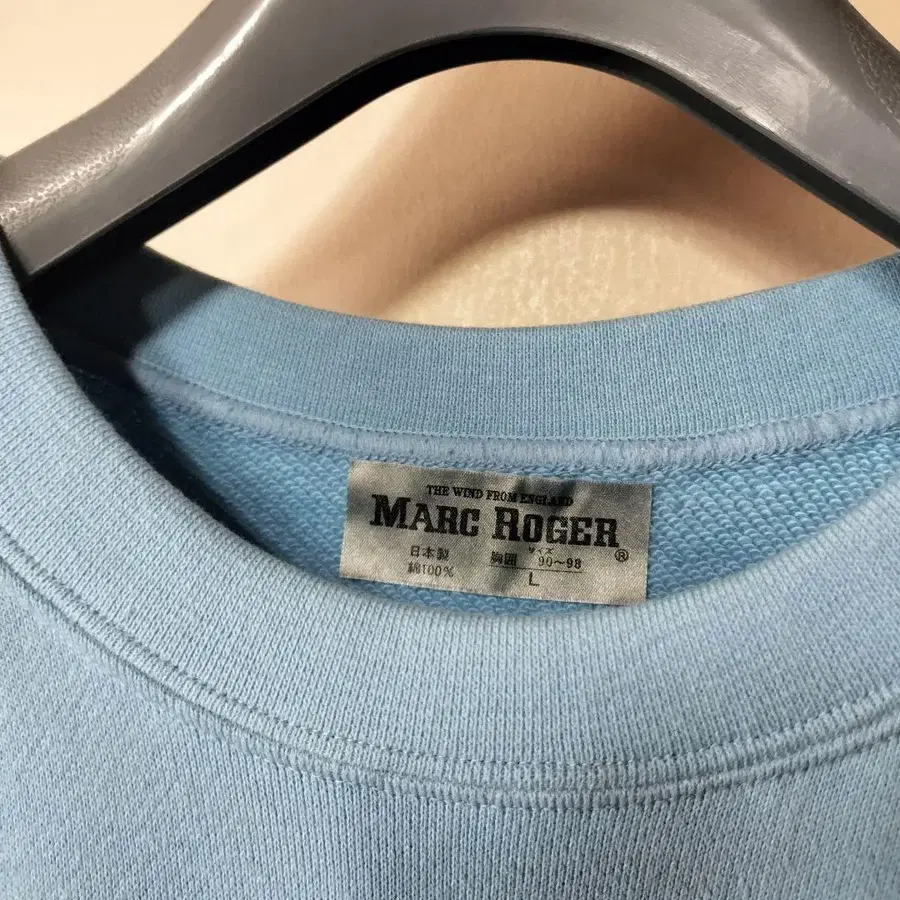 THE WIND FROM ENGLAND
MARC ROGER®
日本製 胸囲 サイズ 90~98
綿100% L